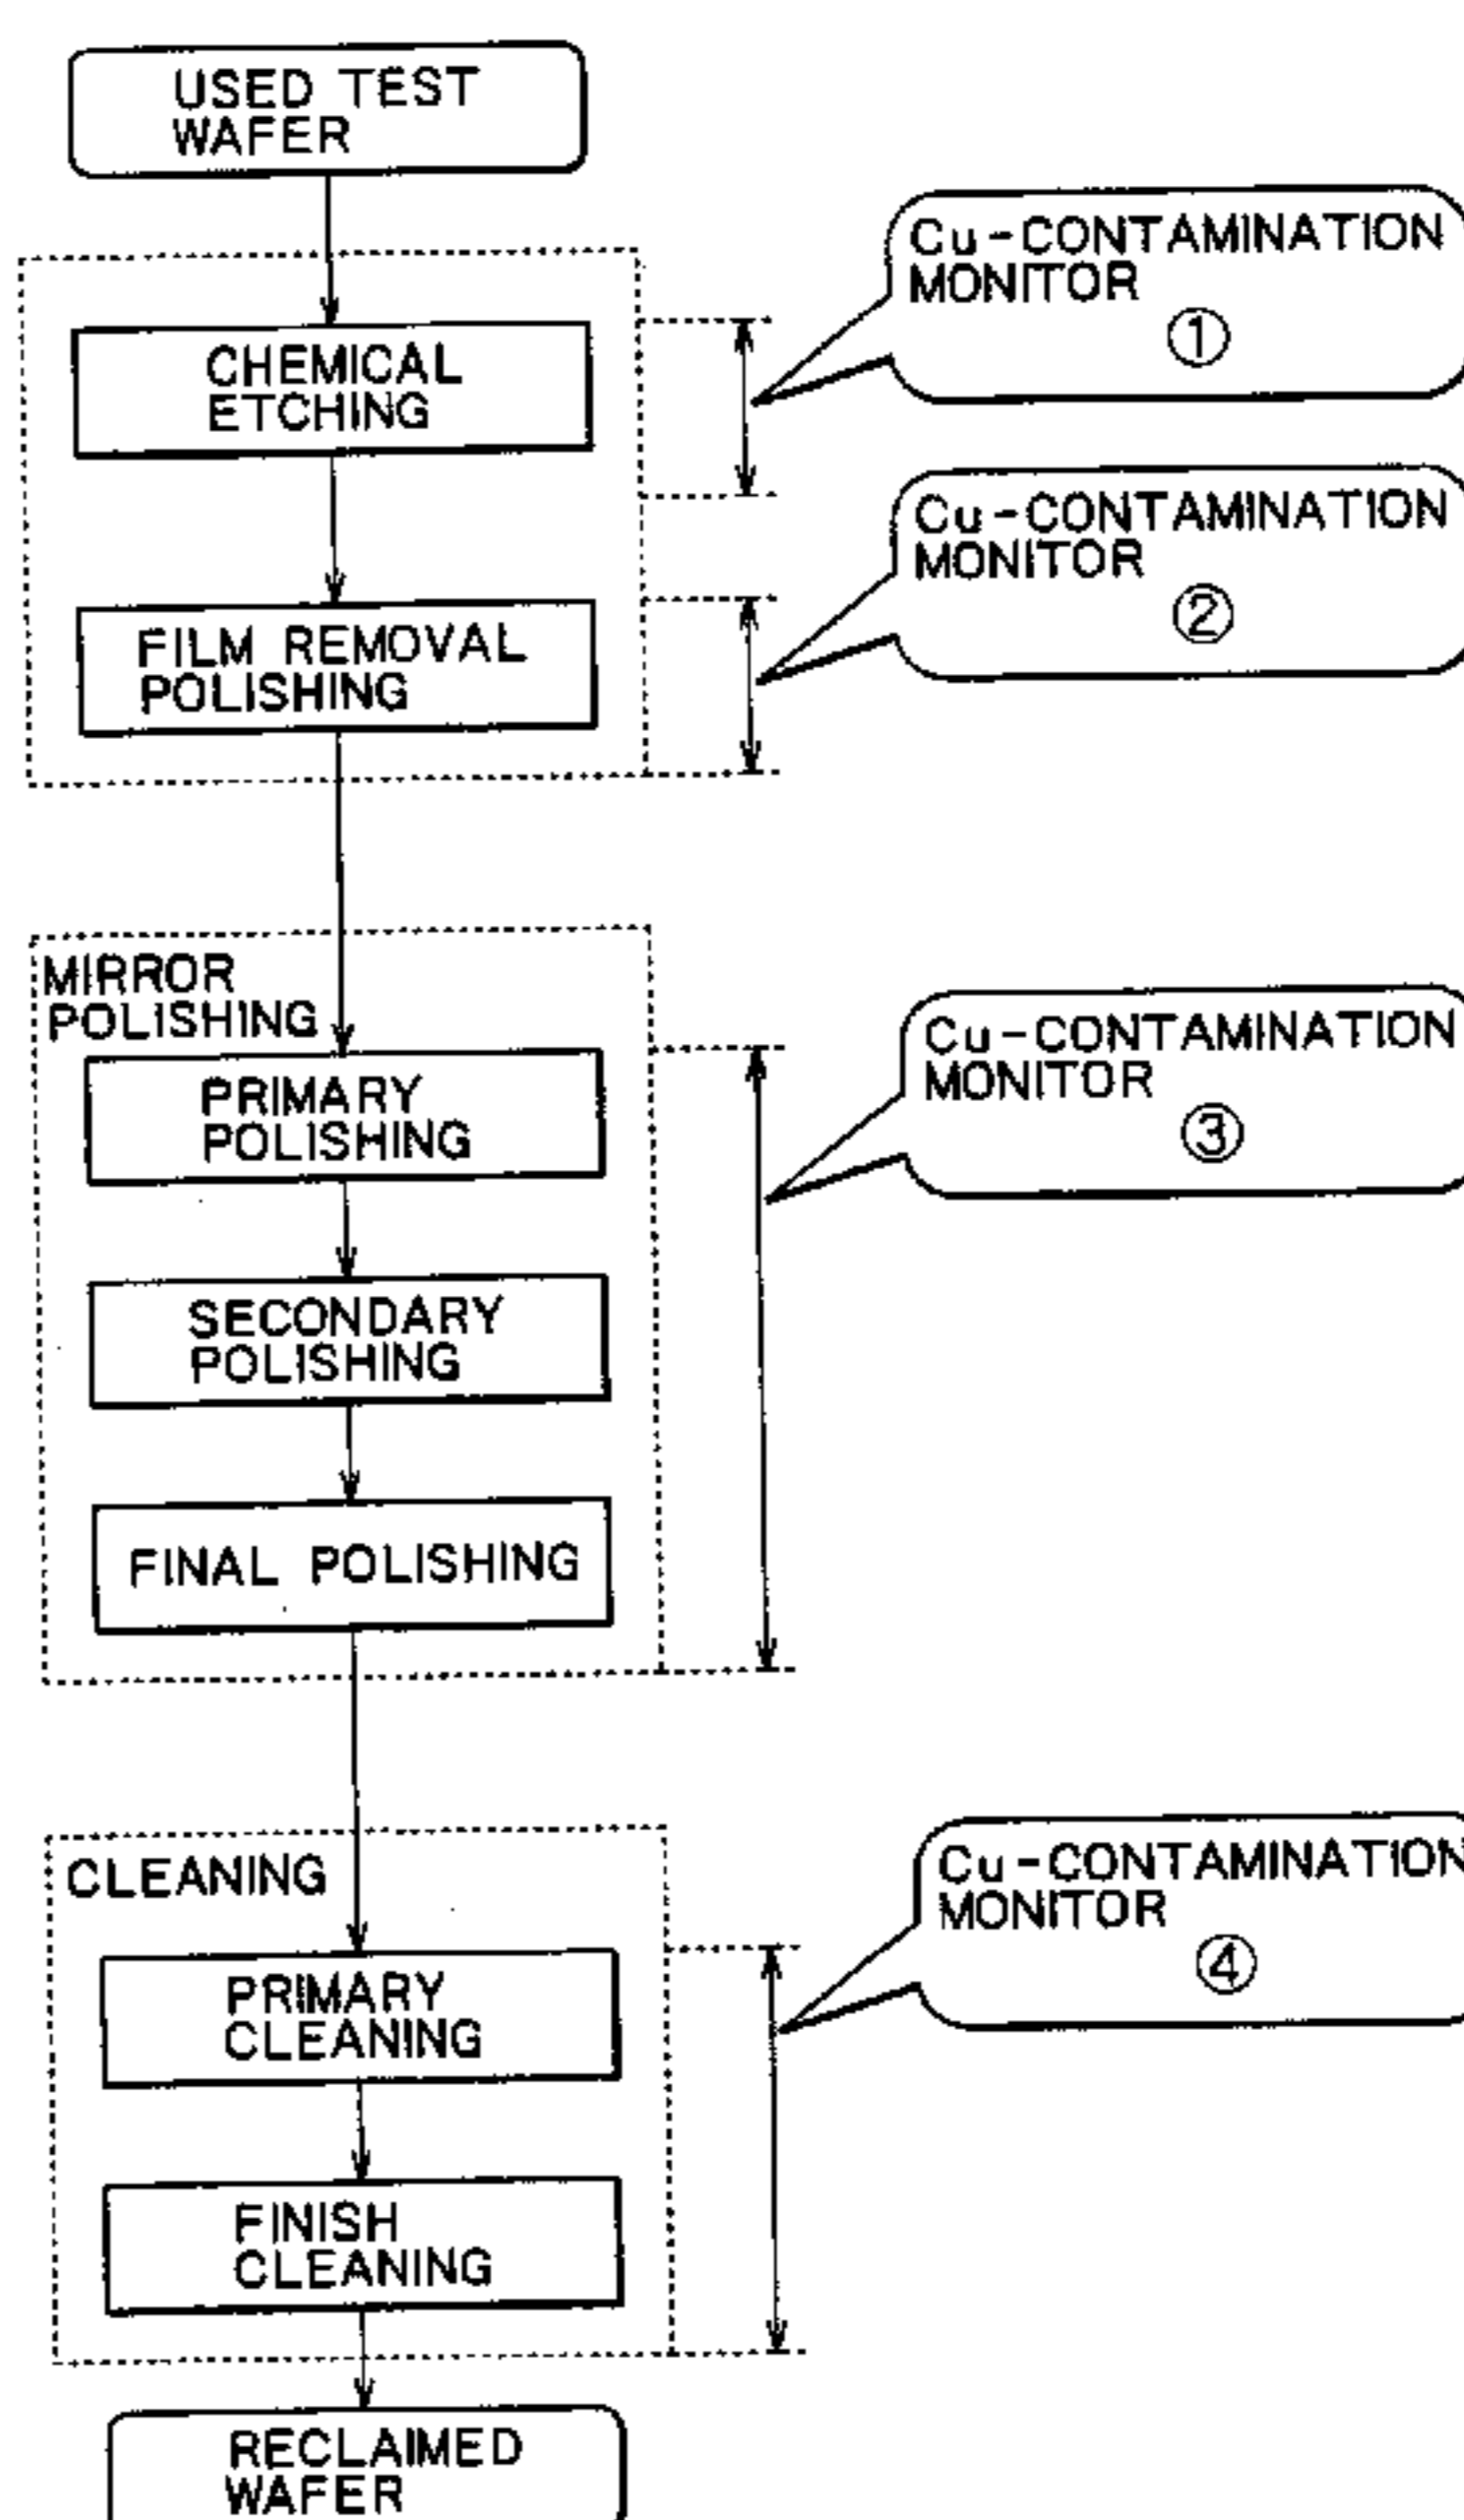 USED TEST
WAFER
Cu-CONTAMINATION
MONITOR
①
CHEMICAL
ETCHING
Cu-CONTAMINATION
MONITOR
②
FILM REMOVAL
POLISHING
MIRROR
POLISHING
Cu-CONTAMINATION
MONITOR
③
PRIMARY
POLISHING
SECONDARY
POLISHING
FINAL POLISHING
CLEANING
Cu-CONTAMINATION
MONITOR
④
PRIMARY
CLEANING
FINISH
CLEANING
RECLAIMED
WAFER